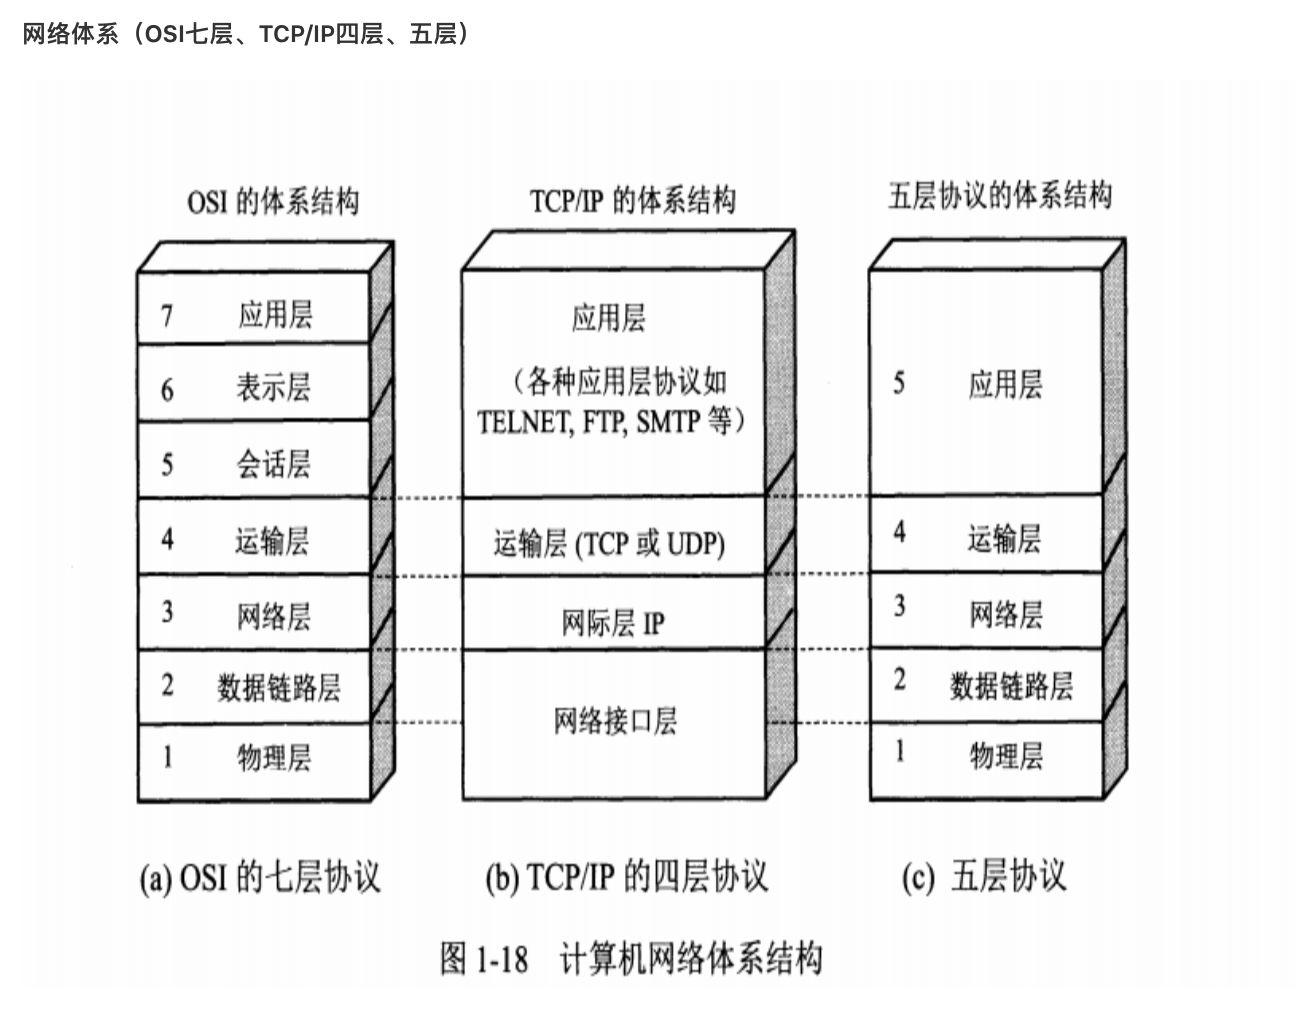 网络体系（OSI七层、TCP/IP四层、五层）
OSI 的体系结构
7 应用层
6 表示层
5 会话层
4 运输层
3 网络层
2 数据链路层
1 物理层
(a) OSI 的七层协议
TCP/IP 的体系结构
应用层
（各种应用层协议如
TELNET, FTP, SMTP 等）
运输层 (TCP 或 UDP)
网际层 IP
网络接口层
(b) TCP/IP 的四层协议
五层协议的体系结构
5 应用层
4 运输层
3 网络层
2 数据链路层
1 物理层
(c) 五层协议
图 1-18 计算机网络体系结构